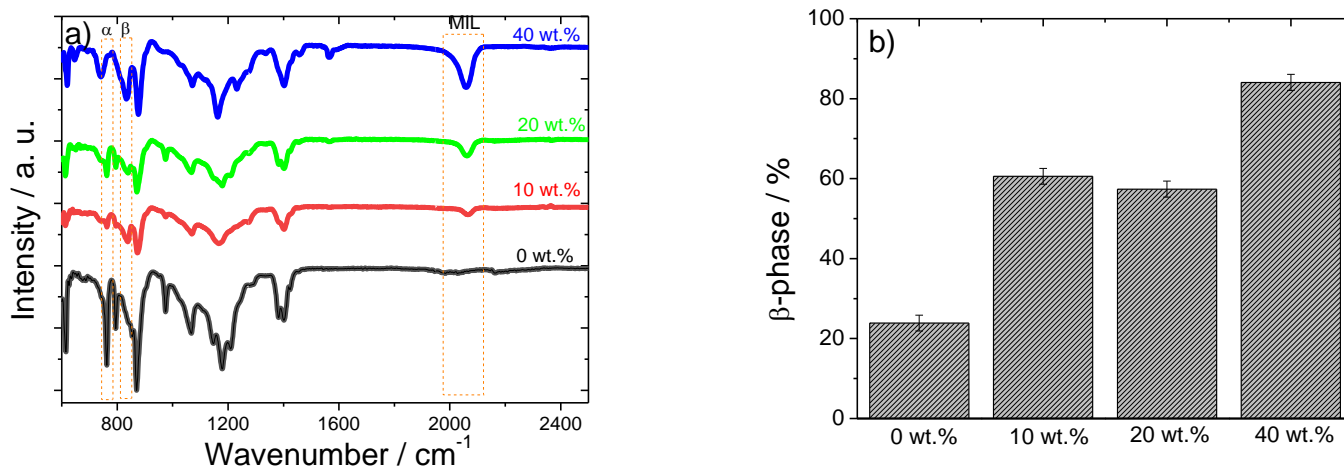 a)
α
β
MIL
40 wt.%
20 wt.%
10 wt.%
0 wt.%
Intensity / a. u.
800
1200
1600
2000
2400
Wavenumber / cm⁻¹
b)
100
80
60
40
20
0
β-phase / %
0 wt.%
10 wt.%
20 wt.%
40 wt.%